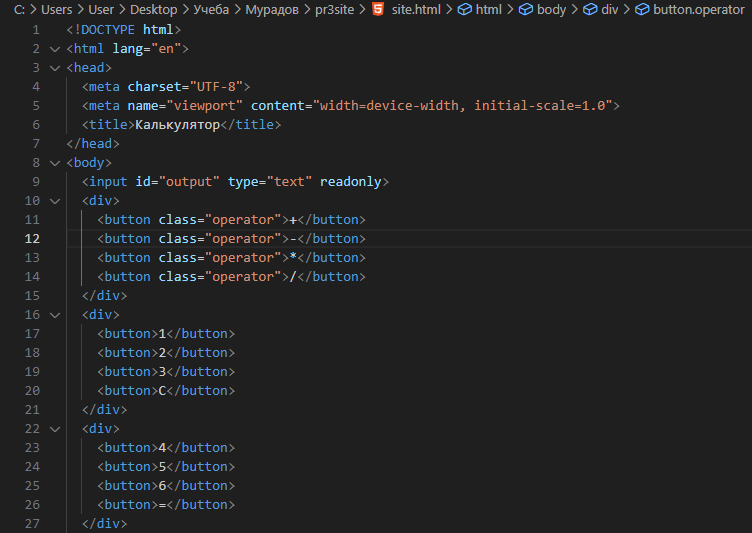 C: > Users > User > Desktop > Учеба > Мурадов > pr3site > site.html > html > body > div > button.operator
1 <!DOCTYPE html>
2 <html lang="en">
3 <head>
4 <meta charset="UTF-8">
5 <meta name="viewport" content="width=device-width, initial-scale=1.0">
6 <title>Калькулятор</title>
7 </head>
8 <body>
9 <input id="output" type="text" readonly>
10 <div>
11 <button class="operator">+</button>
12 <button class="operator">-</button>
13 <button class="operator">*</button>
14 <button class="operator">/</button>
15 </div>
16 <div>
17 <button>1</button>
18 <button>2</button>
19 <button>3</button>
20 <button>C</button>
21 </div>
22 <div>
23 <button>4</button>
24 <button>5</button>
25 <button>6</button>
26 <button>=</button>
27 </div>